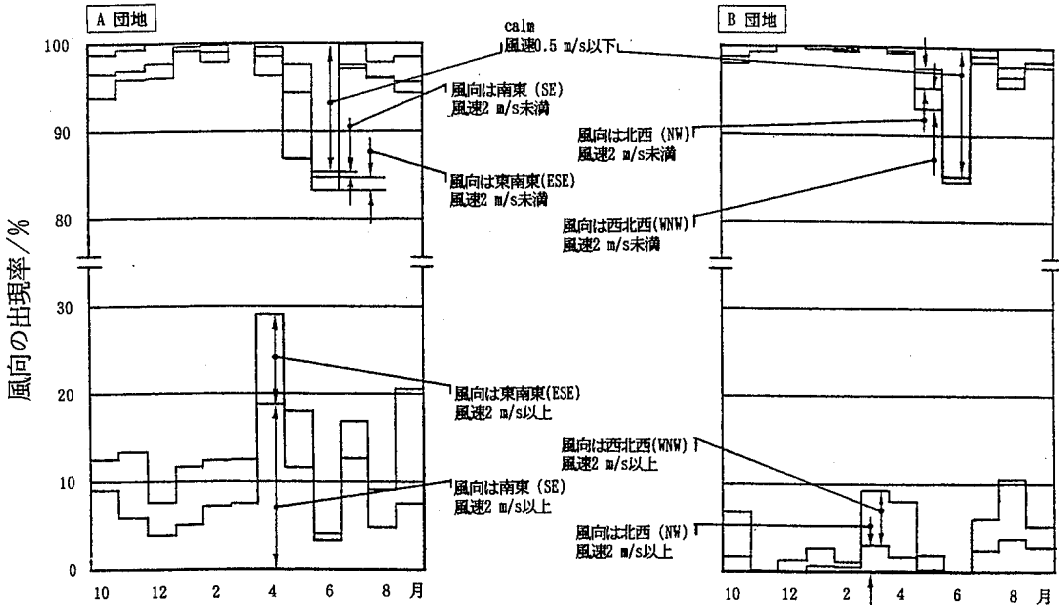 A 団地
B 団地
風向の出現率/%
100
90
80
30
20
10
0
10
12
2
4
6
8
月
calm
風速0.5 m/s以下
風向は南東 (SE)
風速2 m/s未満
風向は東南東(ESE)
風速2 m/s未満
風向は北西 (NW)
風速2 m/s未満
風向は西北西(WNW)
風速2 m/s未満
風向は東南東(ESE)
風速2 m/s以上
風向は南東 (SE)
風速2 m/s以上
風向は西北西(WNW)
風速2 m/s以上
風向は北西 (NW)
風速2 m/s以上
10
12
2
4
6
8
月